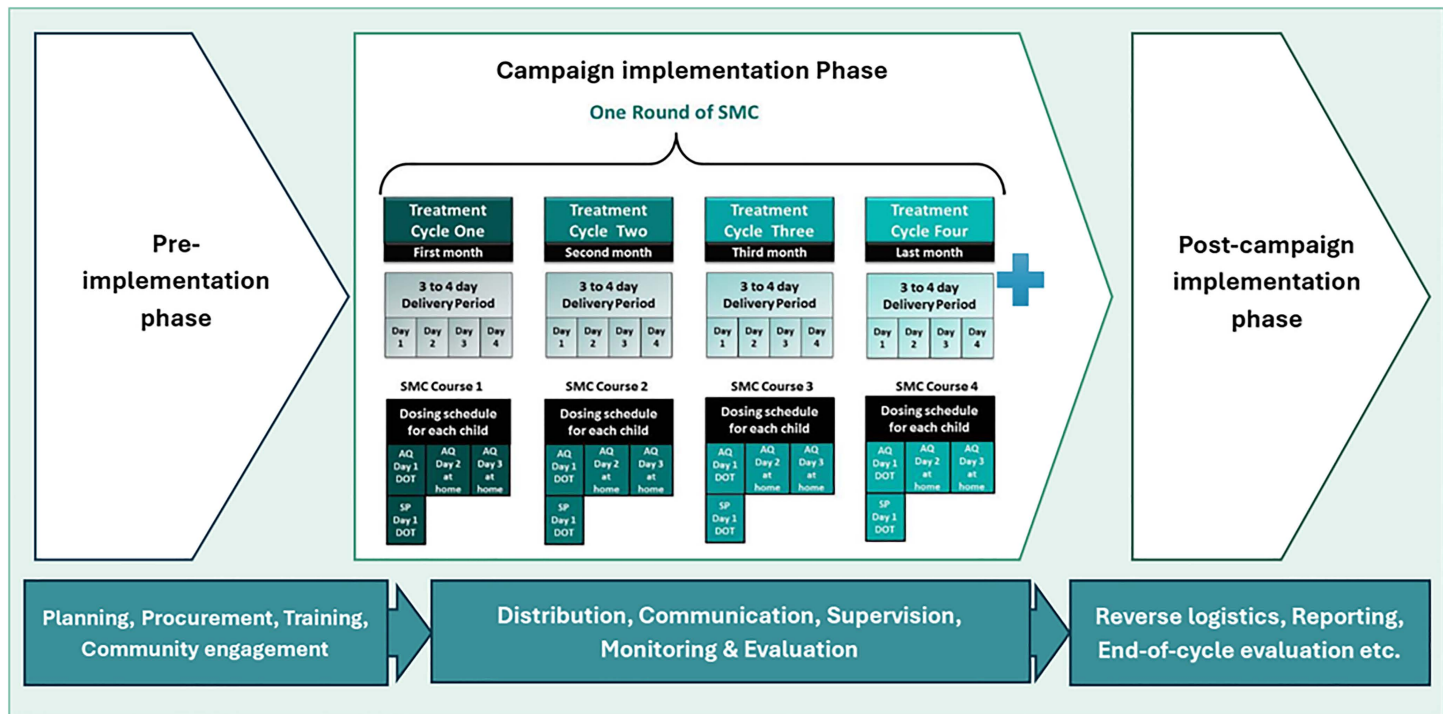 Pre-
implementation
phase
Campaign implementation Phase
One Round of SMC
Treatment
Cycle One
First month
3 to 4 day
Delivery Period
Day
1
Day
2
Day
3
Day
4
SMC Course 1
Dosing schedule
for each child
AQ
Day 1
DOT
AQ
Day 2
at
home
AQ
Day 3
at
home
SP
Day 1
DOT
Treatment
Cycle Two
Second month
3 to 4 day
Delivery Period
Day
1
Day
2
Day
3
Day
4
SMC Course 2
Dosing schedule
for each child
AQ
Day 1
DOT
AQ
Day 2
at
home
AQ
Day 3
at
home
SP
Day 1
DOT
Treatment
Cycle Three
Third month
3 to 4 day
Delivery Period
Day
1
Day
2
Day
3
Day
4
SMC Course 3
Dosing schedule
for each child
AQ
Day 1
DOT
AQ
Day 2
at
home
AQ
Day 3
at
home
SP
Day 1
DOT
Treatment
Cycle Four
Last month
3 to 4 day
Delivery Period
Day
1
Day
2
Day
3
Day
4
SMC Course 4
Dosing schedule
for each child
AQ
Day 1
DOT
AQ
Day 2
at
home
AQ
Day 3
at
home
SP
Day 1
DOT
Post-campaign
implementation
phase
Planning, Procurement, Training,
Community engagement
Distribution, Communication, Supervision,
Monitoring & Evaluation
Reverse logistics, Reporting,
End-of-cycle evaluation etc.